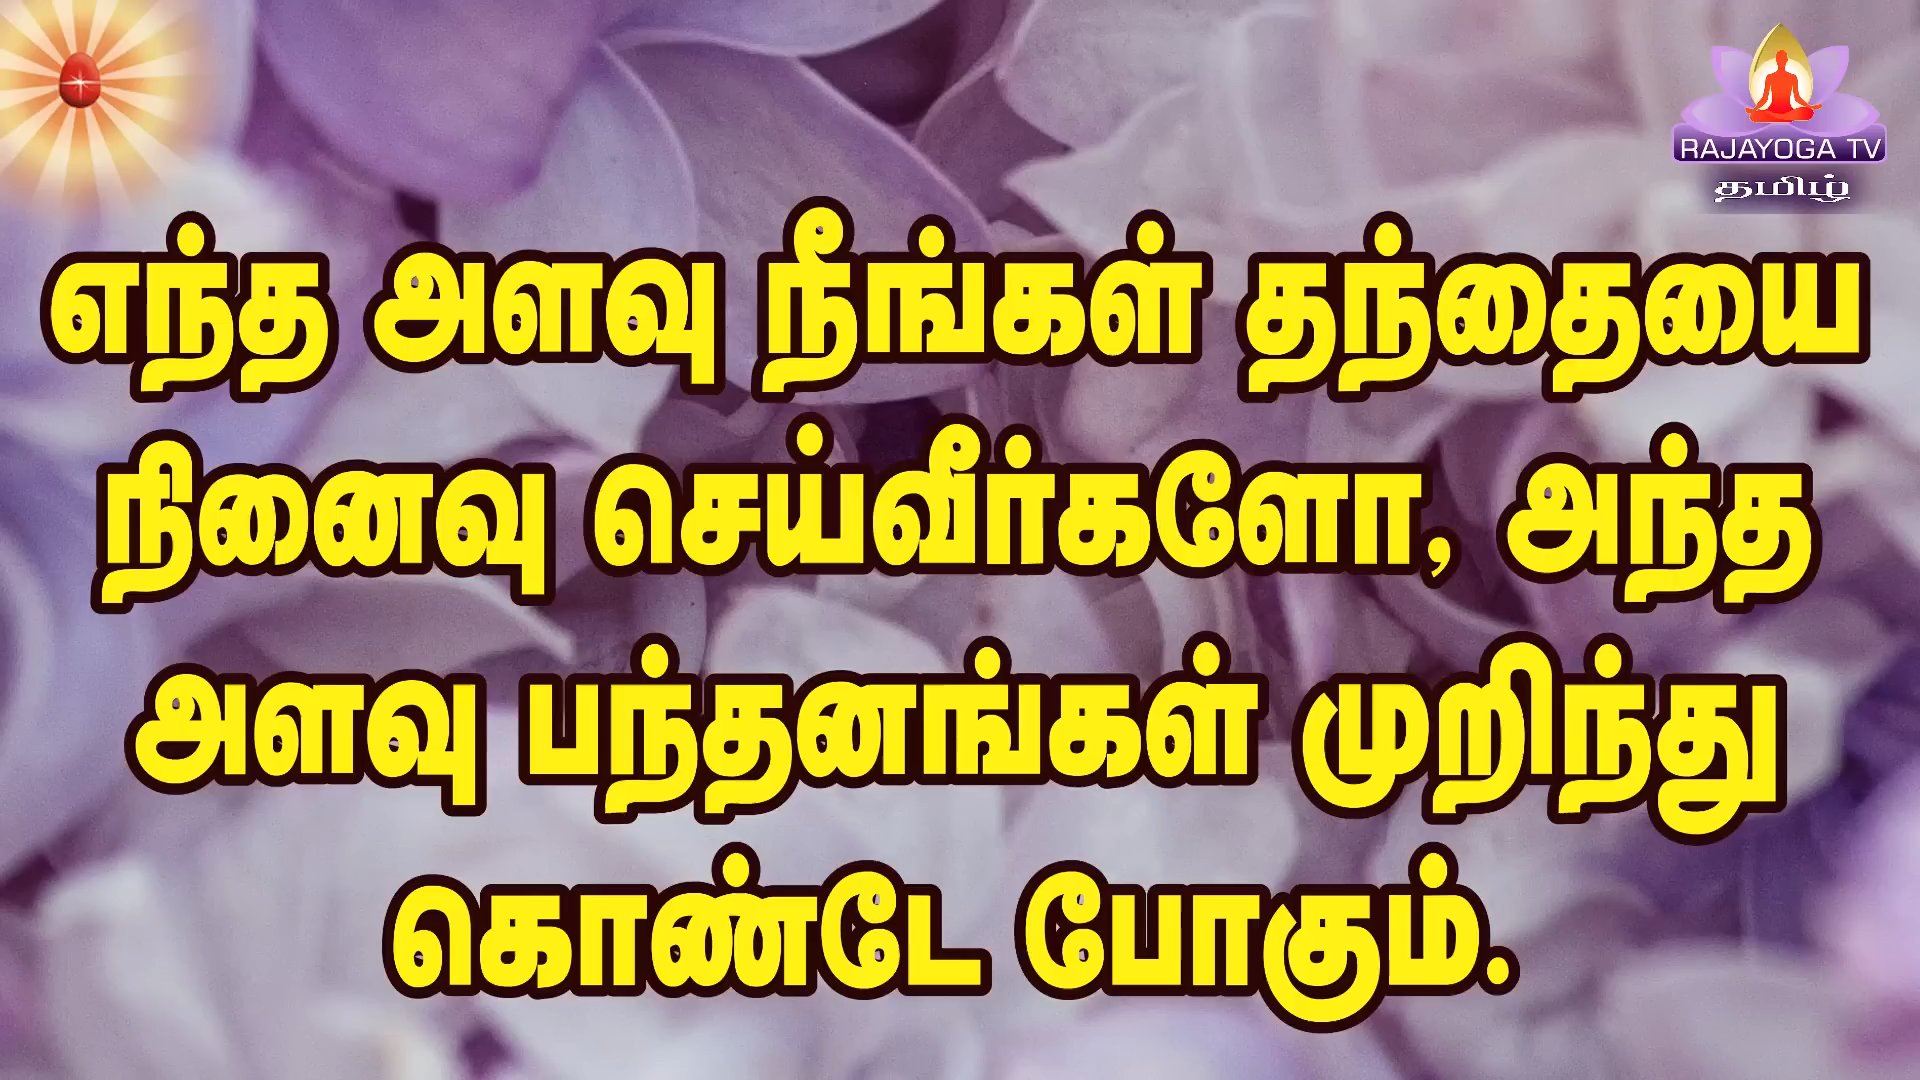 RAJAYOGA TV
தமிழ்
எந்த அளவு நீங்கள் தந்தையை
நினைவு செய்வீர்களோ, அந்த
அளவு பந்தனங்கள் முறிந்து
கொண்டே போகும்.